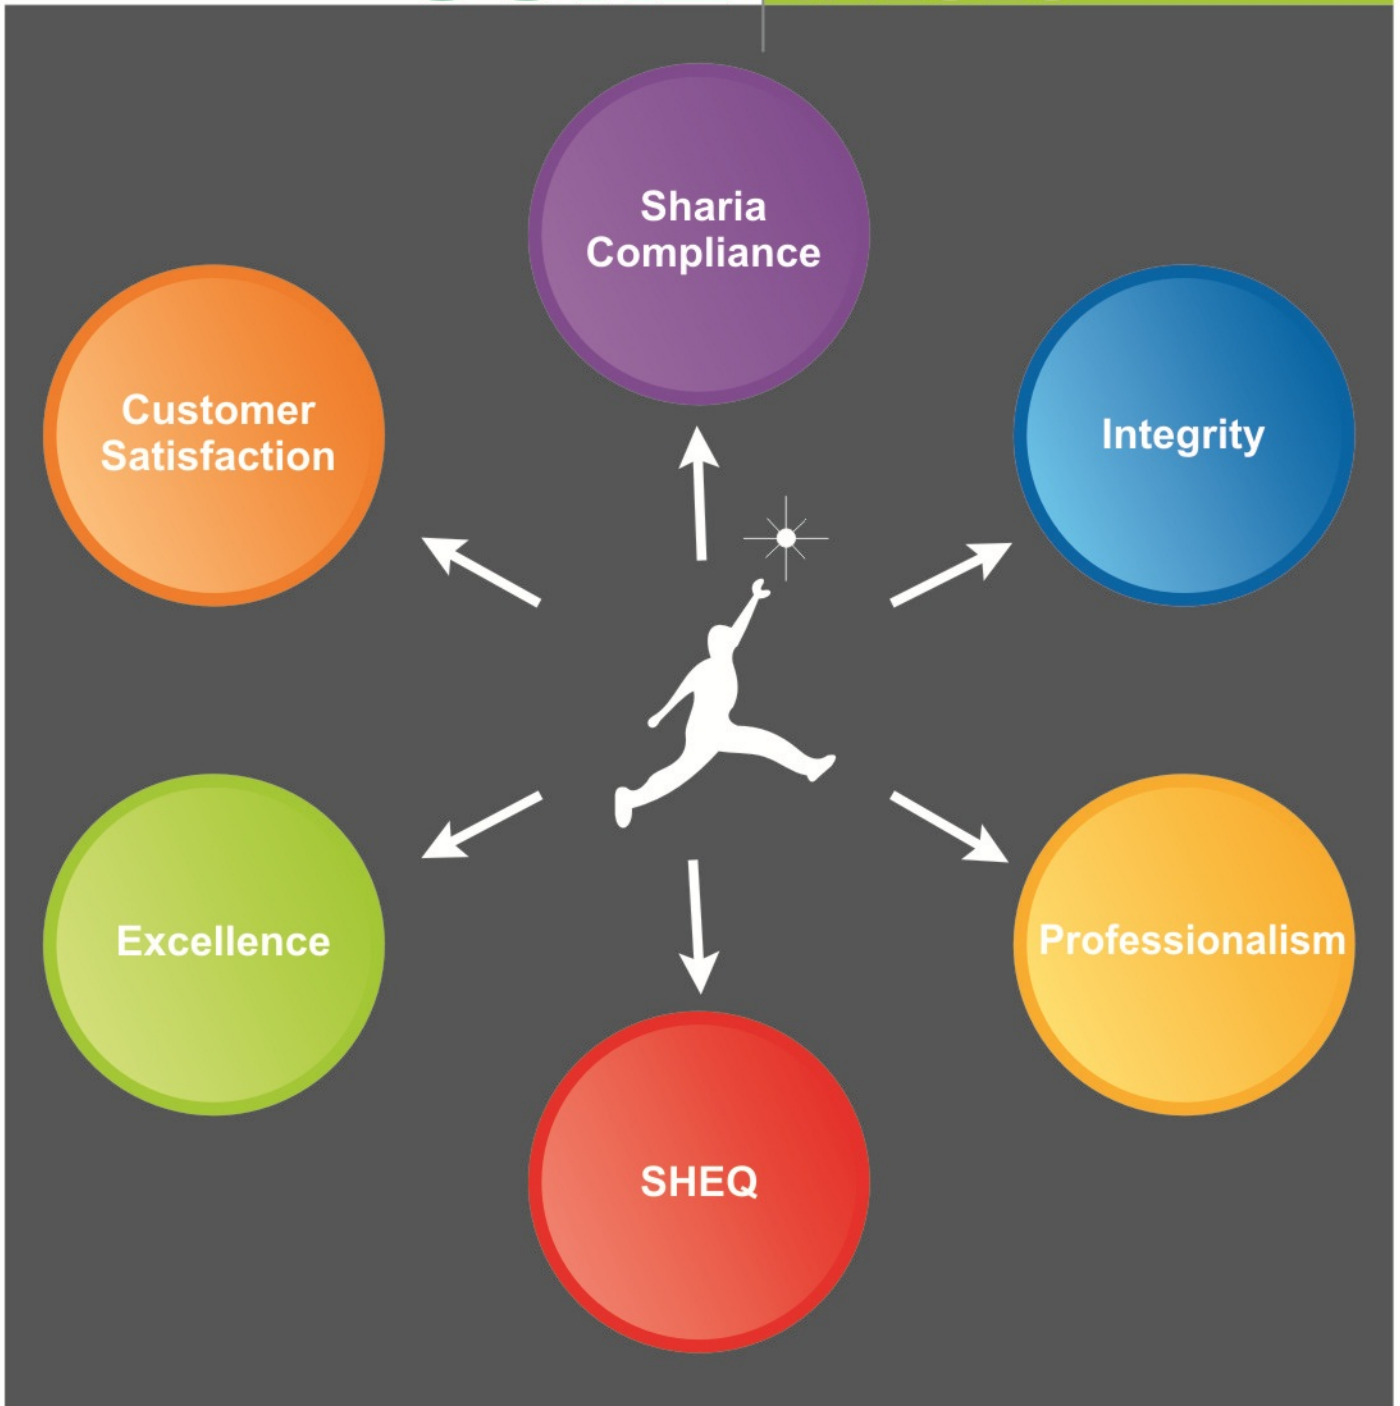 Sharia
Compliance
Customer
Satisfaction
Integrity
Excellence
Professionalism
SHEQ